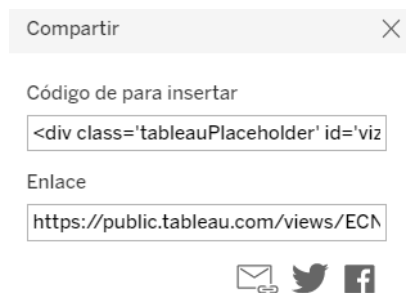 Compartir
Código de para insertar
<div class='tableauPlaceholder' id='viz
Enlace
https://public.tableau.com/views/ECN